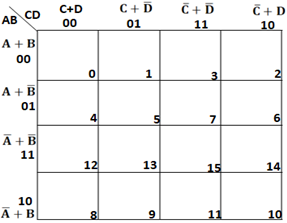 AB CD C+D C + D̅ C̅ + D̅ C̅ + D
00 01 11 10
A + B
00
0 1 3 2
A + B̅
01
4 5 7 6
A̅ + B̅
11
12 13 15 14
10
A̅ + B
8 9 11 10